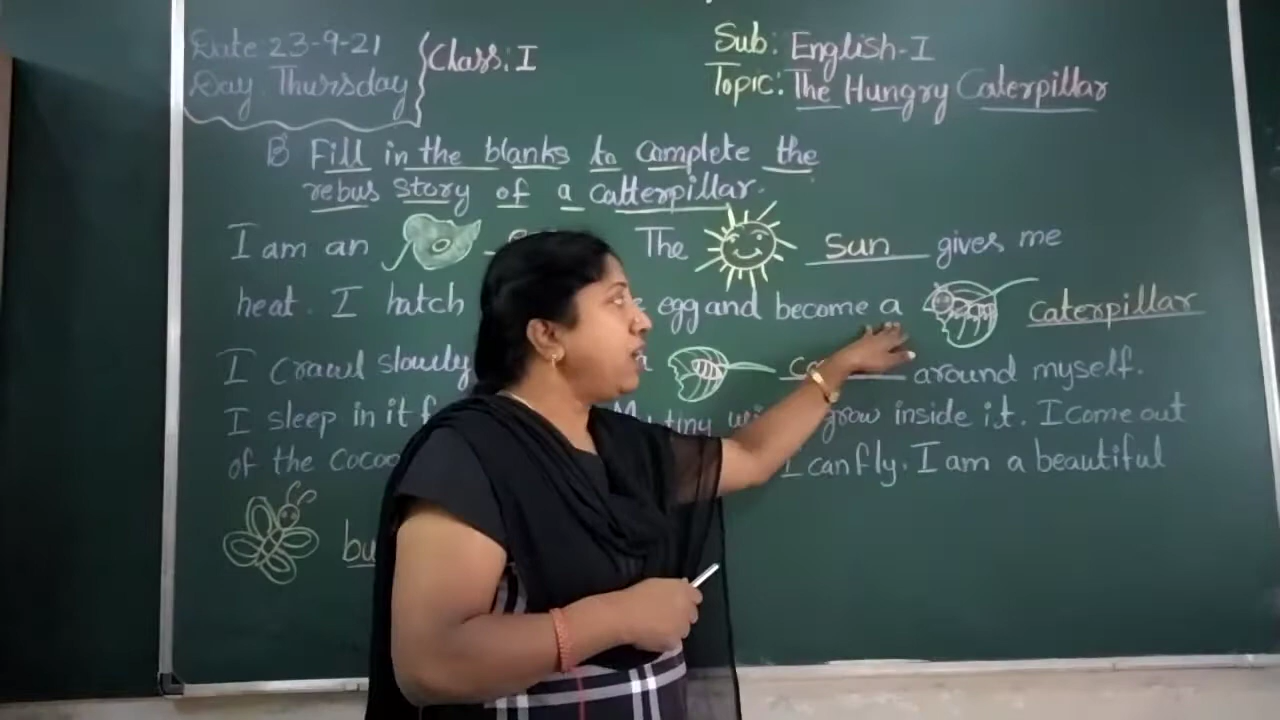 Date 23-9-21
Day: Thursday
Class: I
Sub: English-I
Topic: The Hungry Caterpillar
B Fill in the blanks to complete the
rebus story of a catterpillar.
I am an The Sun gives me
heat. I hatch egg and become a caterpillar
I crawl slowly around myself.
I sleep in it tiny grow inside it. I come out
of the I can fly. I am a beautiful